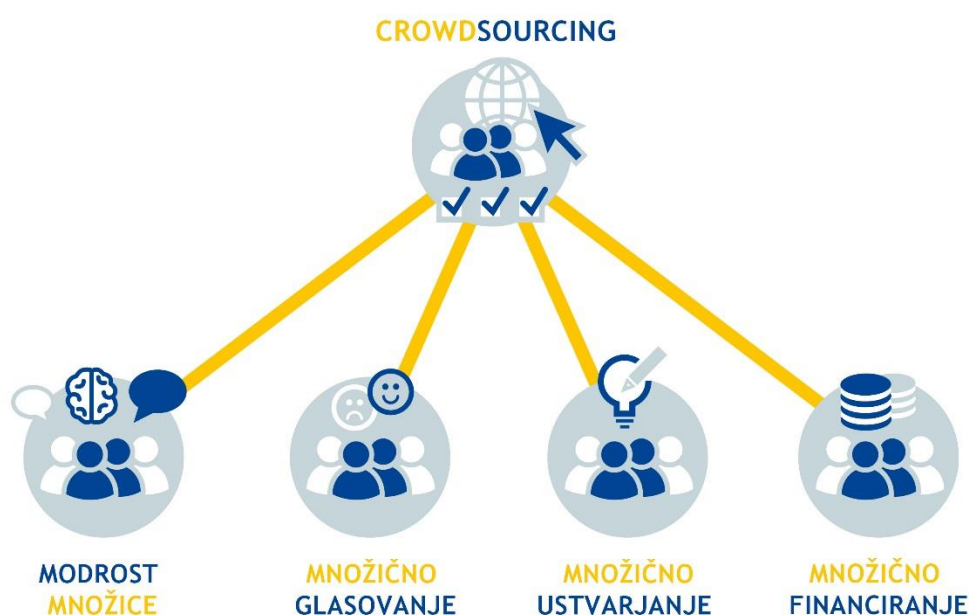 CROWDSOURCING
MODROST
MNOŽICE
MNOŽIČNO
GLASOVANJE
MNOŽIČNO
USTVARJANJE
MNOŽIČNO
FINANCIRANJE